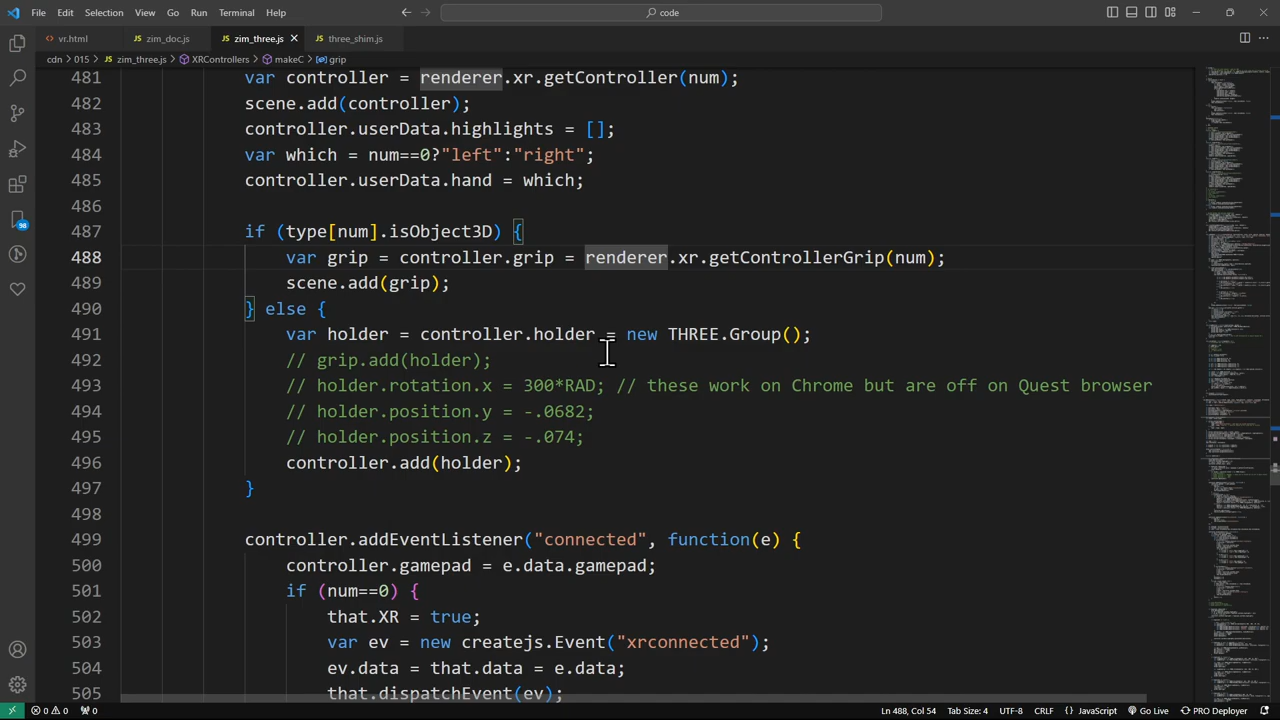 File Edit Selection View Go Run Terminal Help
code
vr.html zim_doc.js zim_three.js three_shim.js
cdn > 015 > zim_three.js > XRControllers > makeC > grip
481 var controller = renderer.xr.getController(num);
482 scene.add(controller);
483 controller.userData.highlights = [];
484 var which = num==0?"left":"right";
485 controller.userData.hand = which;
486
487 if (type[num].isObject3D) {
488 var grip = controller.grip = renderer.xr.getControllerGrip(num);
489 scene.add(grip);
490 } else {
491 var holder = controller.holder = new THREE.Group();
492 // grip.add(holder);
493 // holder.rotation.x = 300*RAD; // these work on Chrome but are off on Quest browser
494 // holder.position.y = -.0682;
495 // holder.position.z = -.074;
496 controller.add(holder);
497 }
498
499 controller.addEventListener("connected", function(e) {
500 controller.gamepad = e.data.gamepad;
501 if (num==0) {
502 that.XR = true;
503 var ev = new createjs.Event("xrconnected");
504 ev.data = that.data = e.data;
505 that.dispatchEvent(ev);
98
0 0 0 Ln 488, Col 54 Tab Size: 4 UTF-8 CRLF {} JavaScript Go Live PRO Deployer